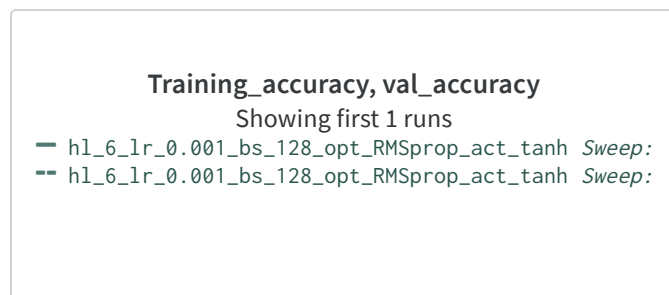 Training_accuracy, val_accuracy
Showing first 1 runs
hl_6_lr_0.001_bs_128_opt_RMSprop_act_tanh Sweep:
hl_6_lr_0.001_bs_128_opt_RMSprop_act_tanh Sweep: